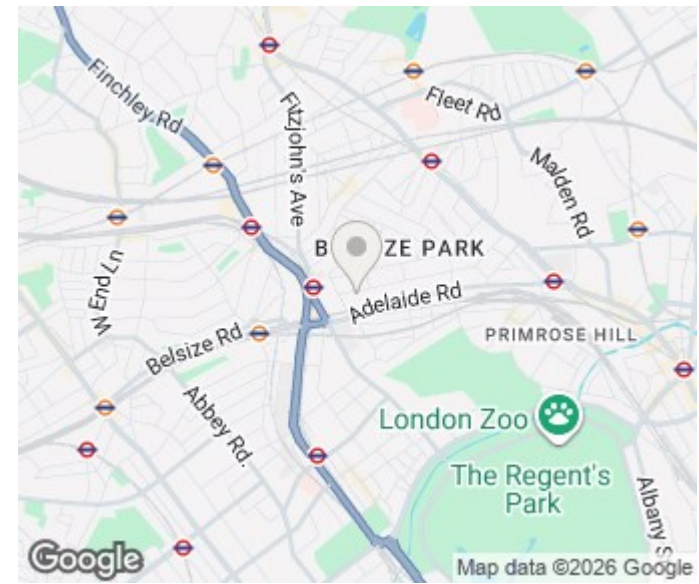 Finchley Rd
Fitzjohn's Ave
Fleet Rd
Malden Rd
B ZE PARK
W End Ln
Adelaide Rd
Belsize Rd
PRIMROSE HILL
Abbey Rd.
London Zoo
The Regent's
Park
Albany S
Google
Map data ©2026 Google